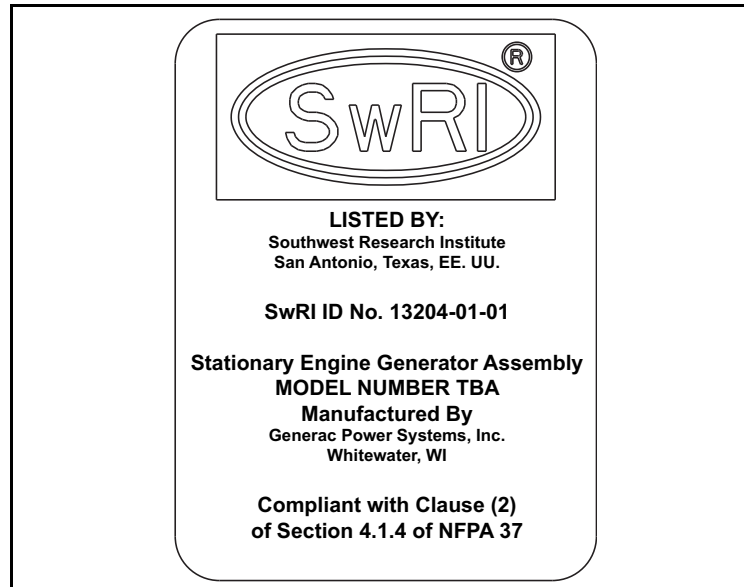 SwRI®
LISTED BY:
Southwest Research Institute
San Antonio, Texas, EE. UU.
SwRI ID No. 13204-01-01
Stationary Engine Generator Assembly
MODEL NUMBER TBA
Manufactured By
Generac Power Systems, Inc.
Whitewater, WI
Compliant with Clause (2)
of Section 4.1.4 of NFPA 37